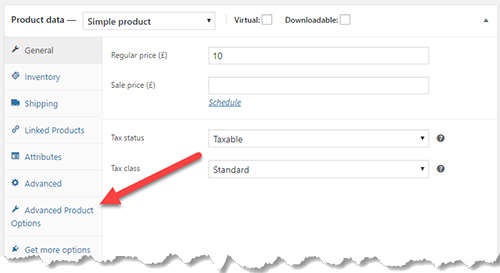 Product data — Simple product Virtual: Downloadable:
General
Inventory
Shipping
Linked Products
Attributes
Advanced
Advanced Product
Options
Get more options
Regular price (£) 10
Sale price (£)
Schedule
Tax status Taxable
Tax class Standard